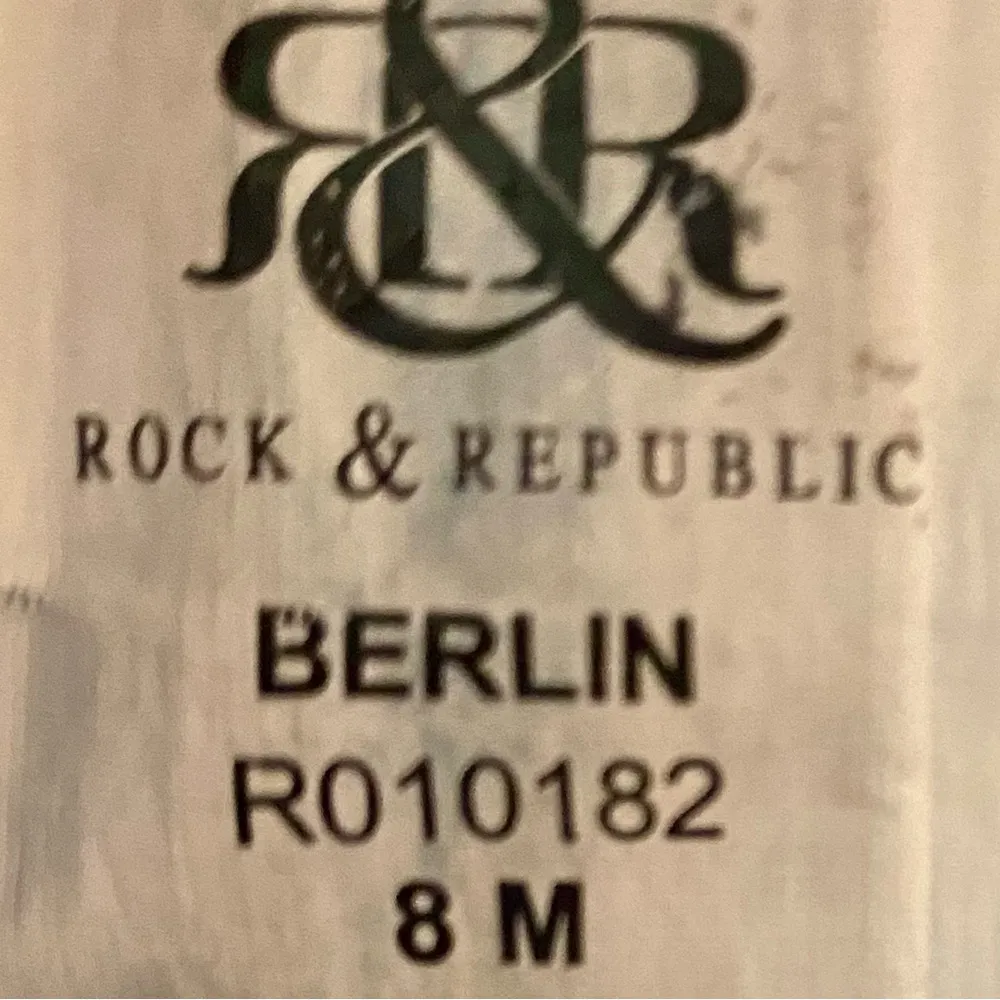 R&R
ROCK & REPUBLIC
BERLIN
R010182
8 M